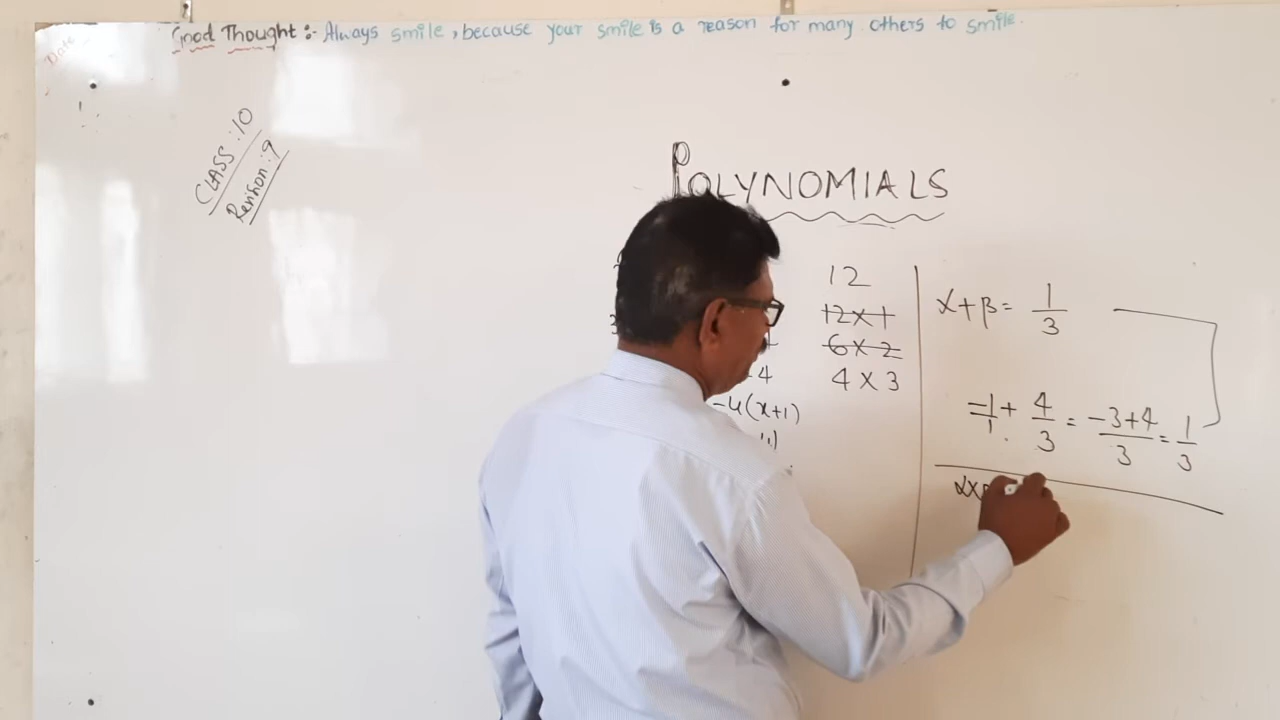 Good Thought :- Always smile, because your smile is a reason for many others to smile.
Date
CLASS : 10
Revision : 9
POLYNOMIALS
12
12 x 1
6 x 2
4 x 3
4
-4(x+1)
α+β = 1/3
-1/1 + 4/3 = -3+4/3 = 1/3
αx